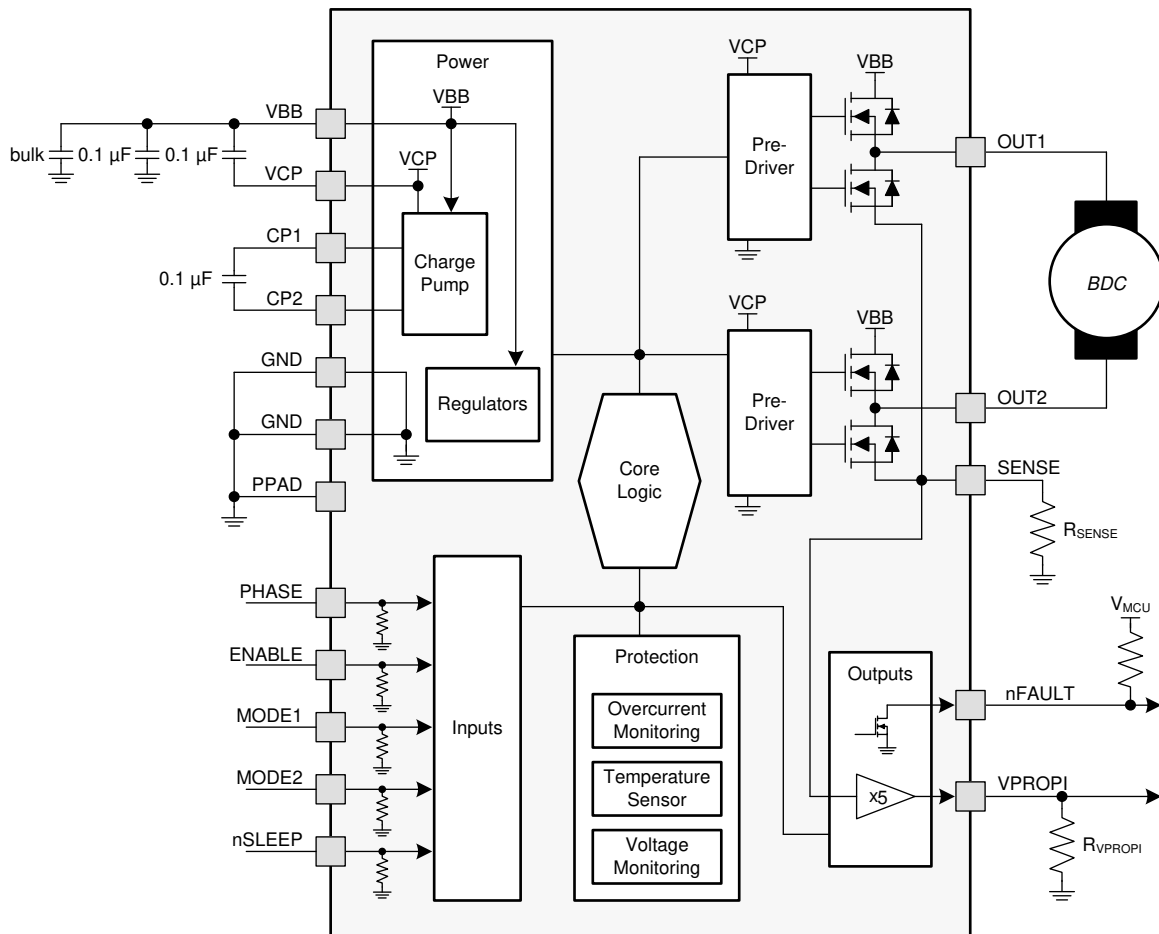 Power
VBB
VCP
Charge
Pump
Regulators
VBB
bulk
0.1 µF
0.1 µF
VCP
CP1
0.1 µF
CP2
GND
GND
PPAD
VCP
Pre-
Driver
VBB
OUT1
BDC
VCP
Pre-
Driver
VBB
OUT2
SENSE
RSENSE
Core
Logic
PHASE
ENABLE
MODE1
MODE2
nSLEEP
Inputs
Protection
Overcurrent
Monitoring
Temperature
Sensor
Voltage
Monitoring
Outputs
x5
VMCU
nFAULT
VPROPI
RVPROPI